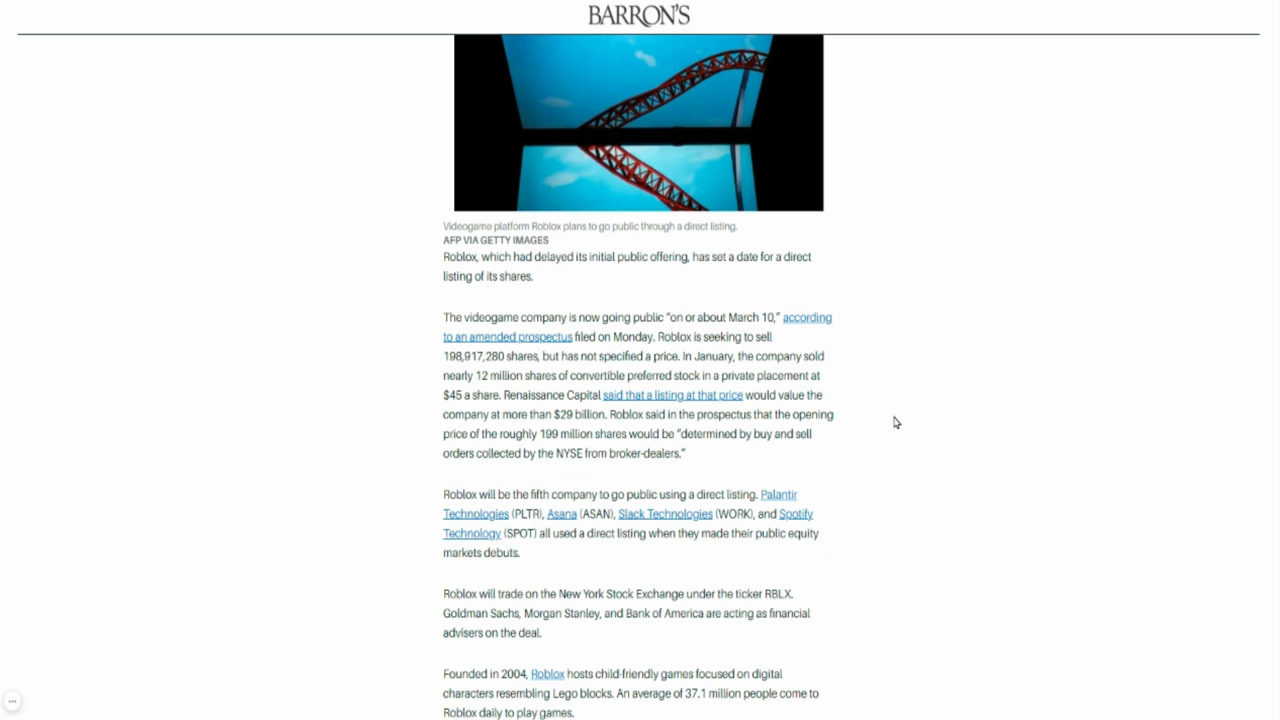 BARRON'S
Videogame platform Roblox plans to go public through a direct listing.
AFP VIA GETTY IMAGES
Roblox, which had delayed its initial public offering, has set a date for a direct
listing of its shares.
The videogame company is now going public “on or about March 10,” according
to an amended prospectus filed on Monday. Roblox is seeking to sell
198,917,280 shares, but has not specified a price. In January, the company sold
nearly 12 million shares of convertible preferred stock in a private placement at
$45 a share. Renaissance Capital said that a listing at that price would value the
company at more than $29 billion. Roblox said in the prospectus that the opening
price of the roughly 199 million shares would be “determined by buy and sell
orders collected by the NYSE from broker-dealers.”
Roblox will be the fifth company to go public using a direct listing. Palantir
Technologies (PLTR), Asana (ASAN), Slack Technologies (WORK), and Spotify
Technology (SPOT) all used a direct listing when they made their public equity
markets debuts.
Roblox will trade on the New York Stock Exchange under the ticker RBLX.
Goldman Sachs, Morgan Stanley, and Bank of America are acting as financial
advisers on the deal.
Founded in 2004, Roblox hosts child-friendly games focused on digital
characters resembling Lego blocks. An average of 37.1 million people come to
Roblox daily to play games.